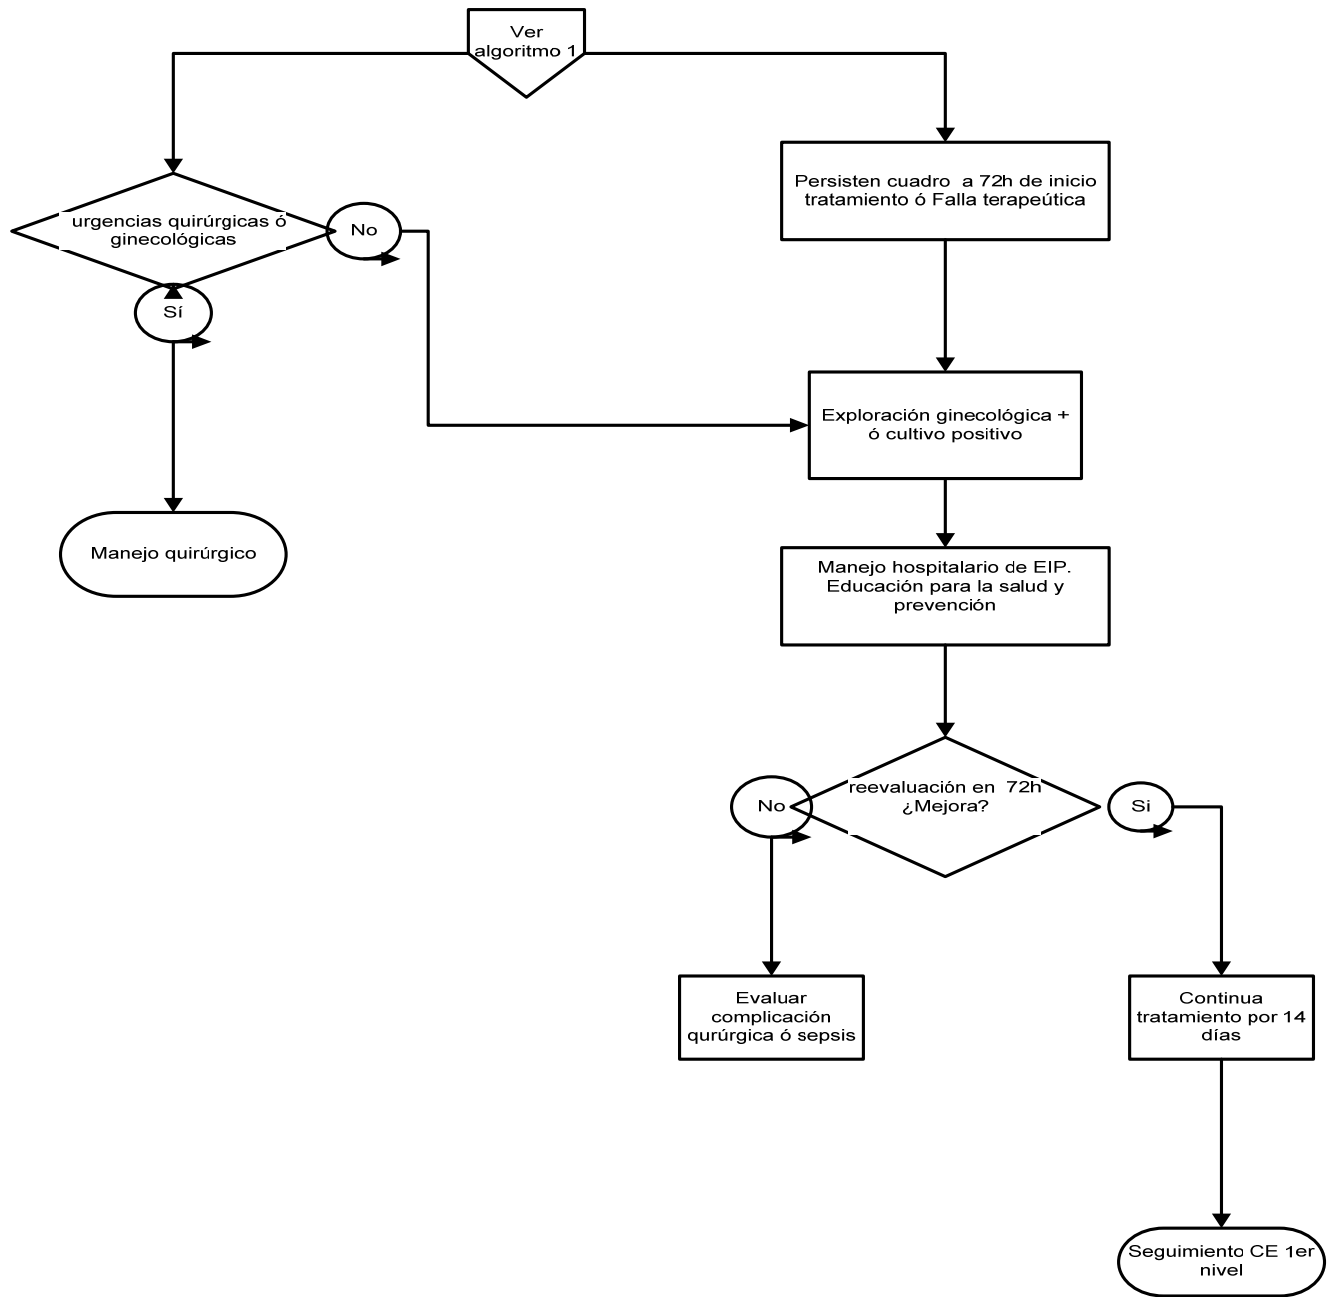 Ver
algoritmo 1
Persisten cuadro a 72h de inicio
tratamiento ó Falla terapeútica
urgencias quirúrgicas ó
ginecológicas
No
Sí
Exploración ginecológica +
ó cultivo positivo
Manejo quirúrgico
Manejo hospitalario de EIP.
Educación para la salud y
prevención
reevaluación en 72h
¿Mejora?
No
Si
Evaluar
complicación
qurúrgica ó sepsis
Continua
tratamiento por 14
días
Seguimiento CE 1er
nivel